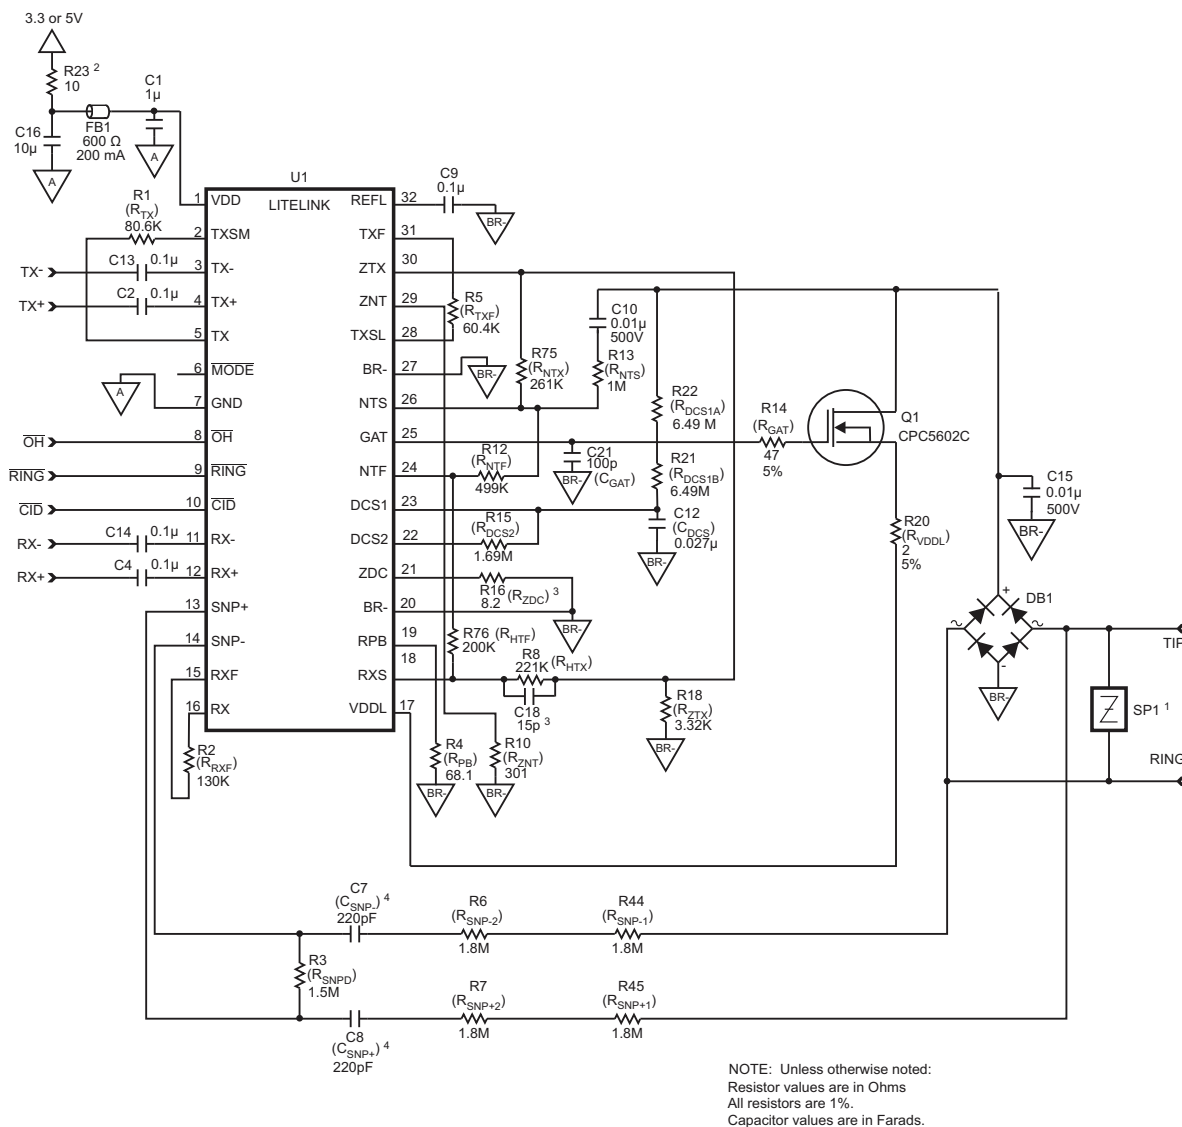 3.3 or 5V
R23 2
10
C1
1µ
C16
10µ
FB1
600 Ω
200 mA
A
A
U1
LITELINK
R1
(RTX)
80.6K
1
VDD
2
TXSM
TX-
C13
0.1µ
3
TX-
TX+
C2
0.1µ
4
TX+
5
TX
6
MODE
A
7
GND
OH
8
OH
RING
9
RING
CID
10
CID
RX-
C14
0.1µ
11
RX-
RX+
C4
0.1µ
12
RX+
13
SNP+
14
SNP-
15
RXF
16
RX
R2
(RRXF)
130K
REFL
32
C9
0.1µ
BR-
TXF
31
ZTX
30
ZNT
29
R5
(RTXF)
60.4K
TXSL
28
BR-
27
BR-
NTS
26
R75
(RNTX)
261K
C10
0.01µ
500V
R13
(RNTS)
1M
R22
(RDCS1A)
6.49 M
GAT
25
C21
100p
(CGAT)
BR-
R14
(RGAT)
47
5%
Q1
CPC5602C
NTF
24
R12
(RNTF)
499K
R21
(RDCS1B)
6.49M
DCS1
23
R15
(RDCS2)
1.69M
C12
(CDCS)
0.027µ
BR-
DCS2
22
ZDC
21
R16
8.2
(RZDC) 3
BR-
20
BR-
RPB
19
R76
(RHTF)
200K
RXS
18
R8
221K
(RHTX)
C18
15p 3
VDDL
17
R4
(RPB)
68.1
BR-
R10
(RZNT)
301
BR-
R18
(RZTX)
3.32K
BR-
R20
(RVDDL)
2
5%
C15
0.01µ
500V
BR-
DB1
+
~
~
-
BR-
TIP
SP1 1
RING
C7
(CSNP-) 4
220pF
R6
(RSNP-2)
1.8M
R44
(RSNP-1)
1.8M
R3
(RSNPD)
1.5M
C8
(CSNP+) 4
220pF
R7
(RSNP+2)
1.8M
R45
(RSNP+1)
1.8M
NOTE: Unless otherwise noted:
Resistor values are in Ohms
All resistors are 1%.
Capacitor values are in Farads.